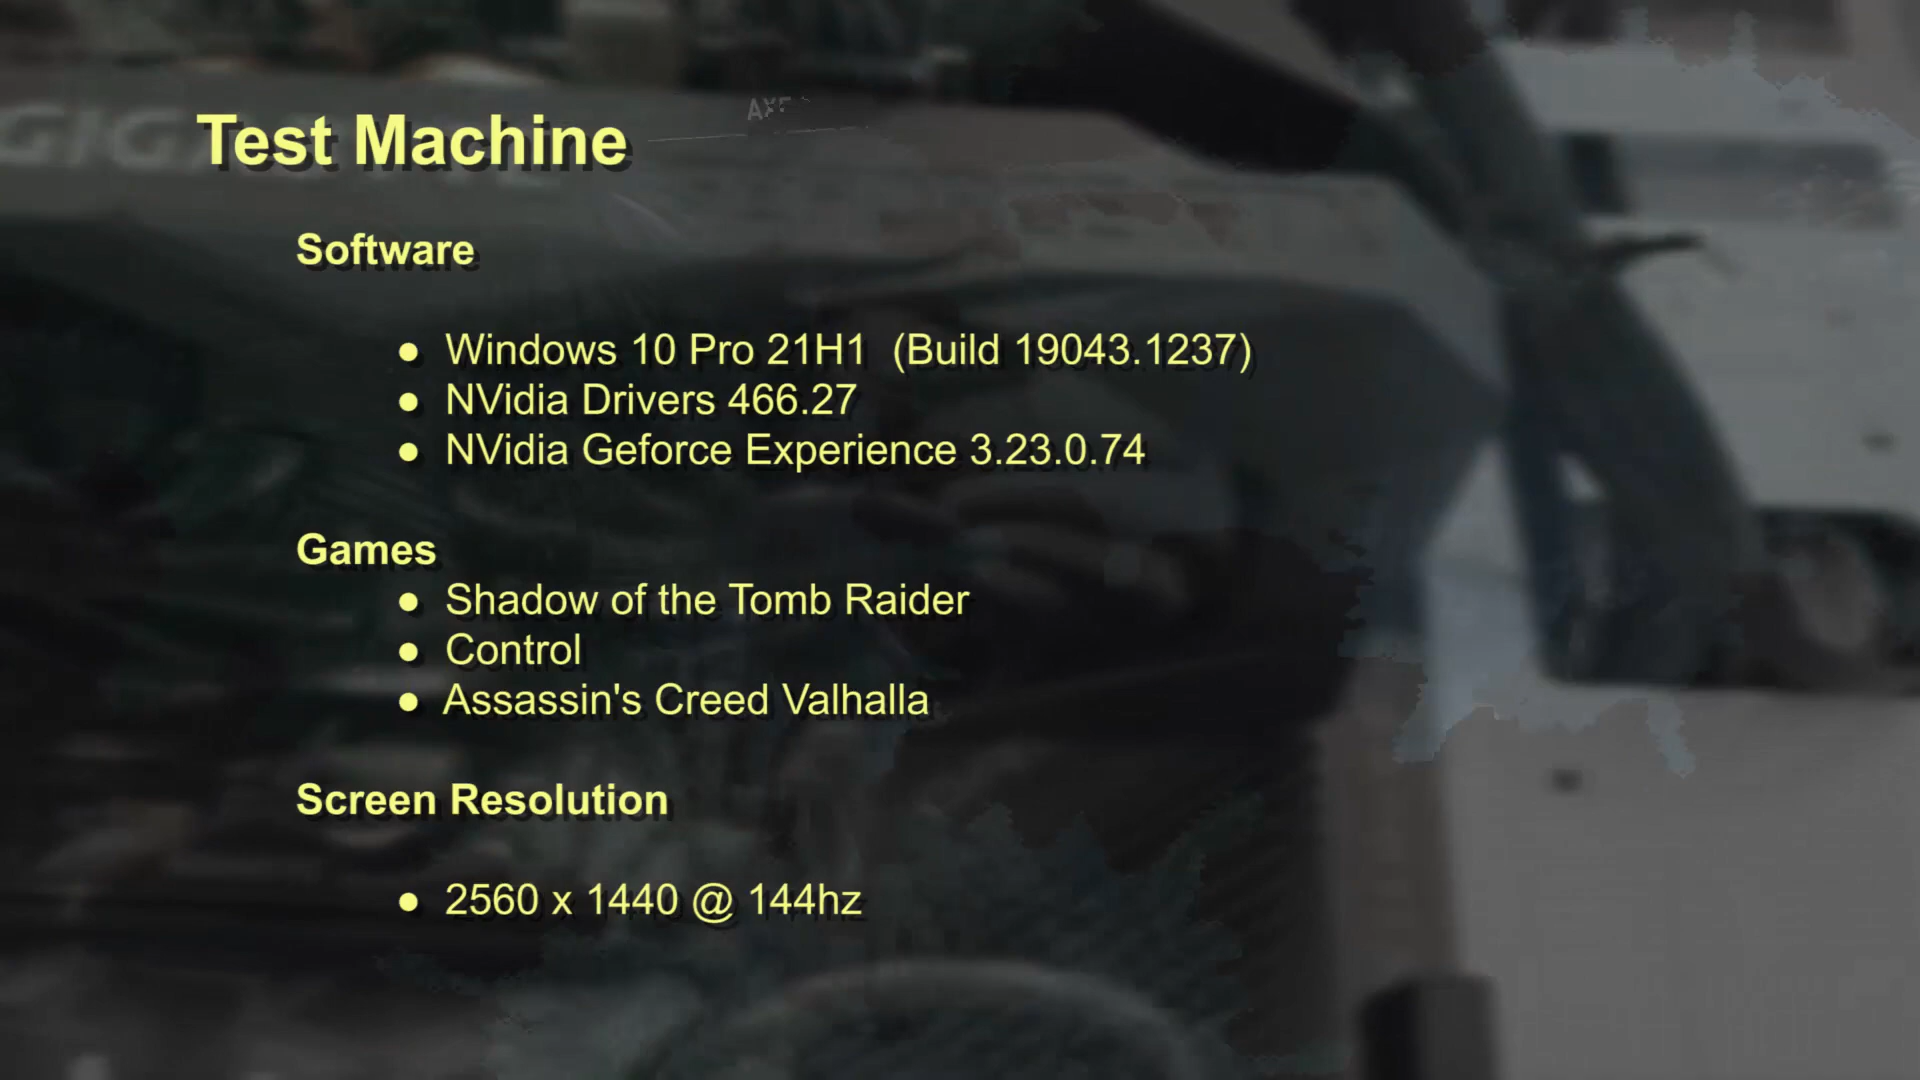 Test Machine
Software
● Windows 10 Pro 21H1 (Build 19043.1237)
● NVidia Drivers 466.27
● NVidia Geforce Experience 3.23.0.74
Games
● Shadow of the Tomb Raider
● Control
● Assassin's Creed Valhalla
Screen Resolution
● 2560 x 1440 @ 144hz